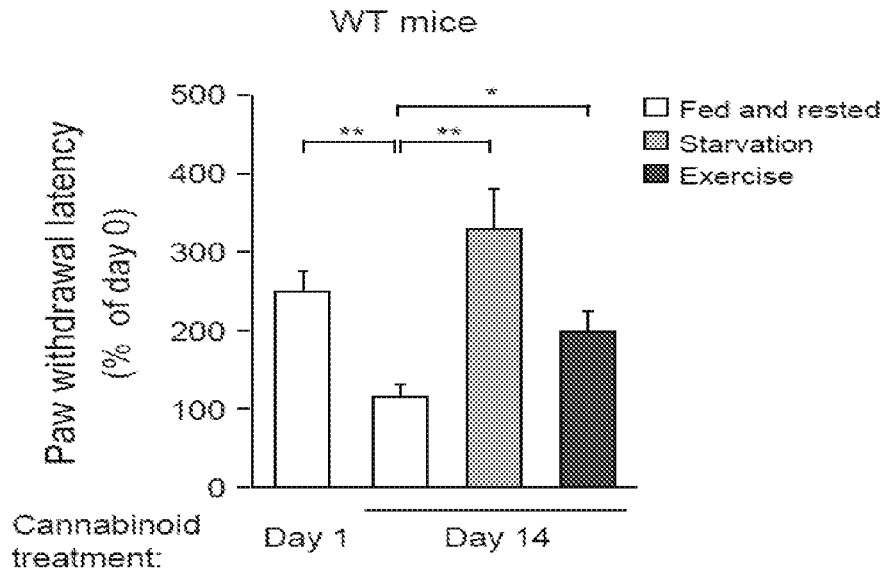 WT mice
Paw withdrawal latency
(% of day 0)
500
400
300
200
100
0
**
**
*
Fed and rested
Starvation
Exercise
Cannabinoid
treatment:
Day 1
Day 14